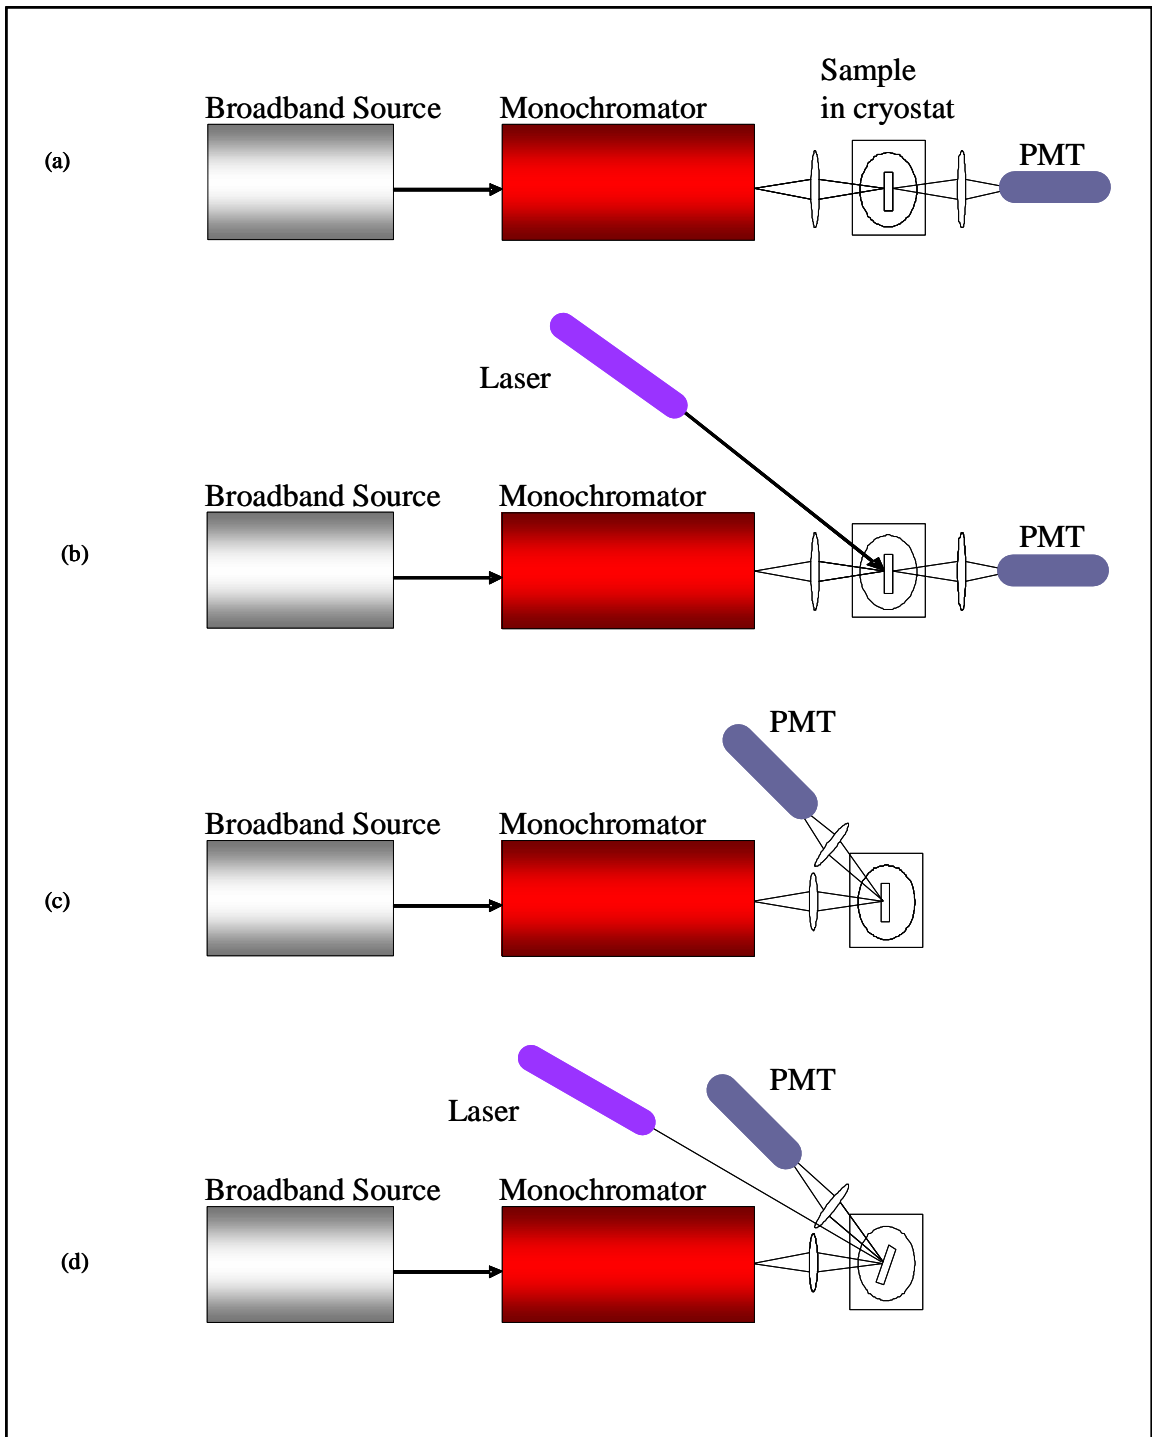 Sample
in cryostat
Broadband Source
Monochromator
PMT
(a)
Laser
Broadband Source
Monochromator
PMT
(b)
PMT
Broadband Source
Monochromator
(c)
PMT
Laser
Broadband Source
Monochromator
(d)